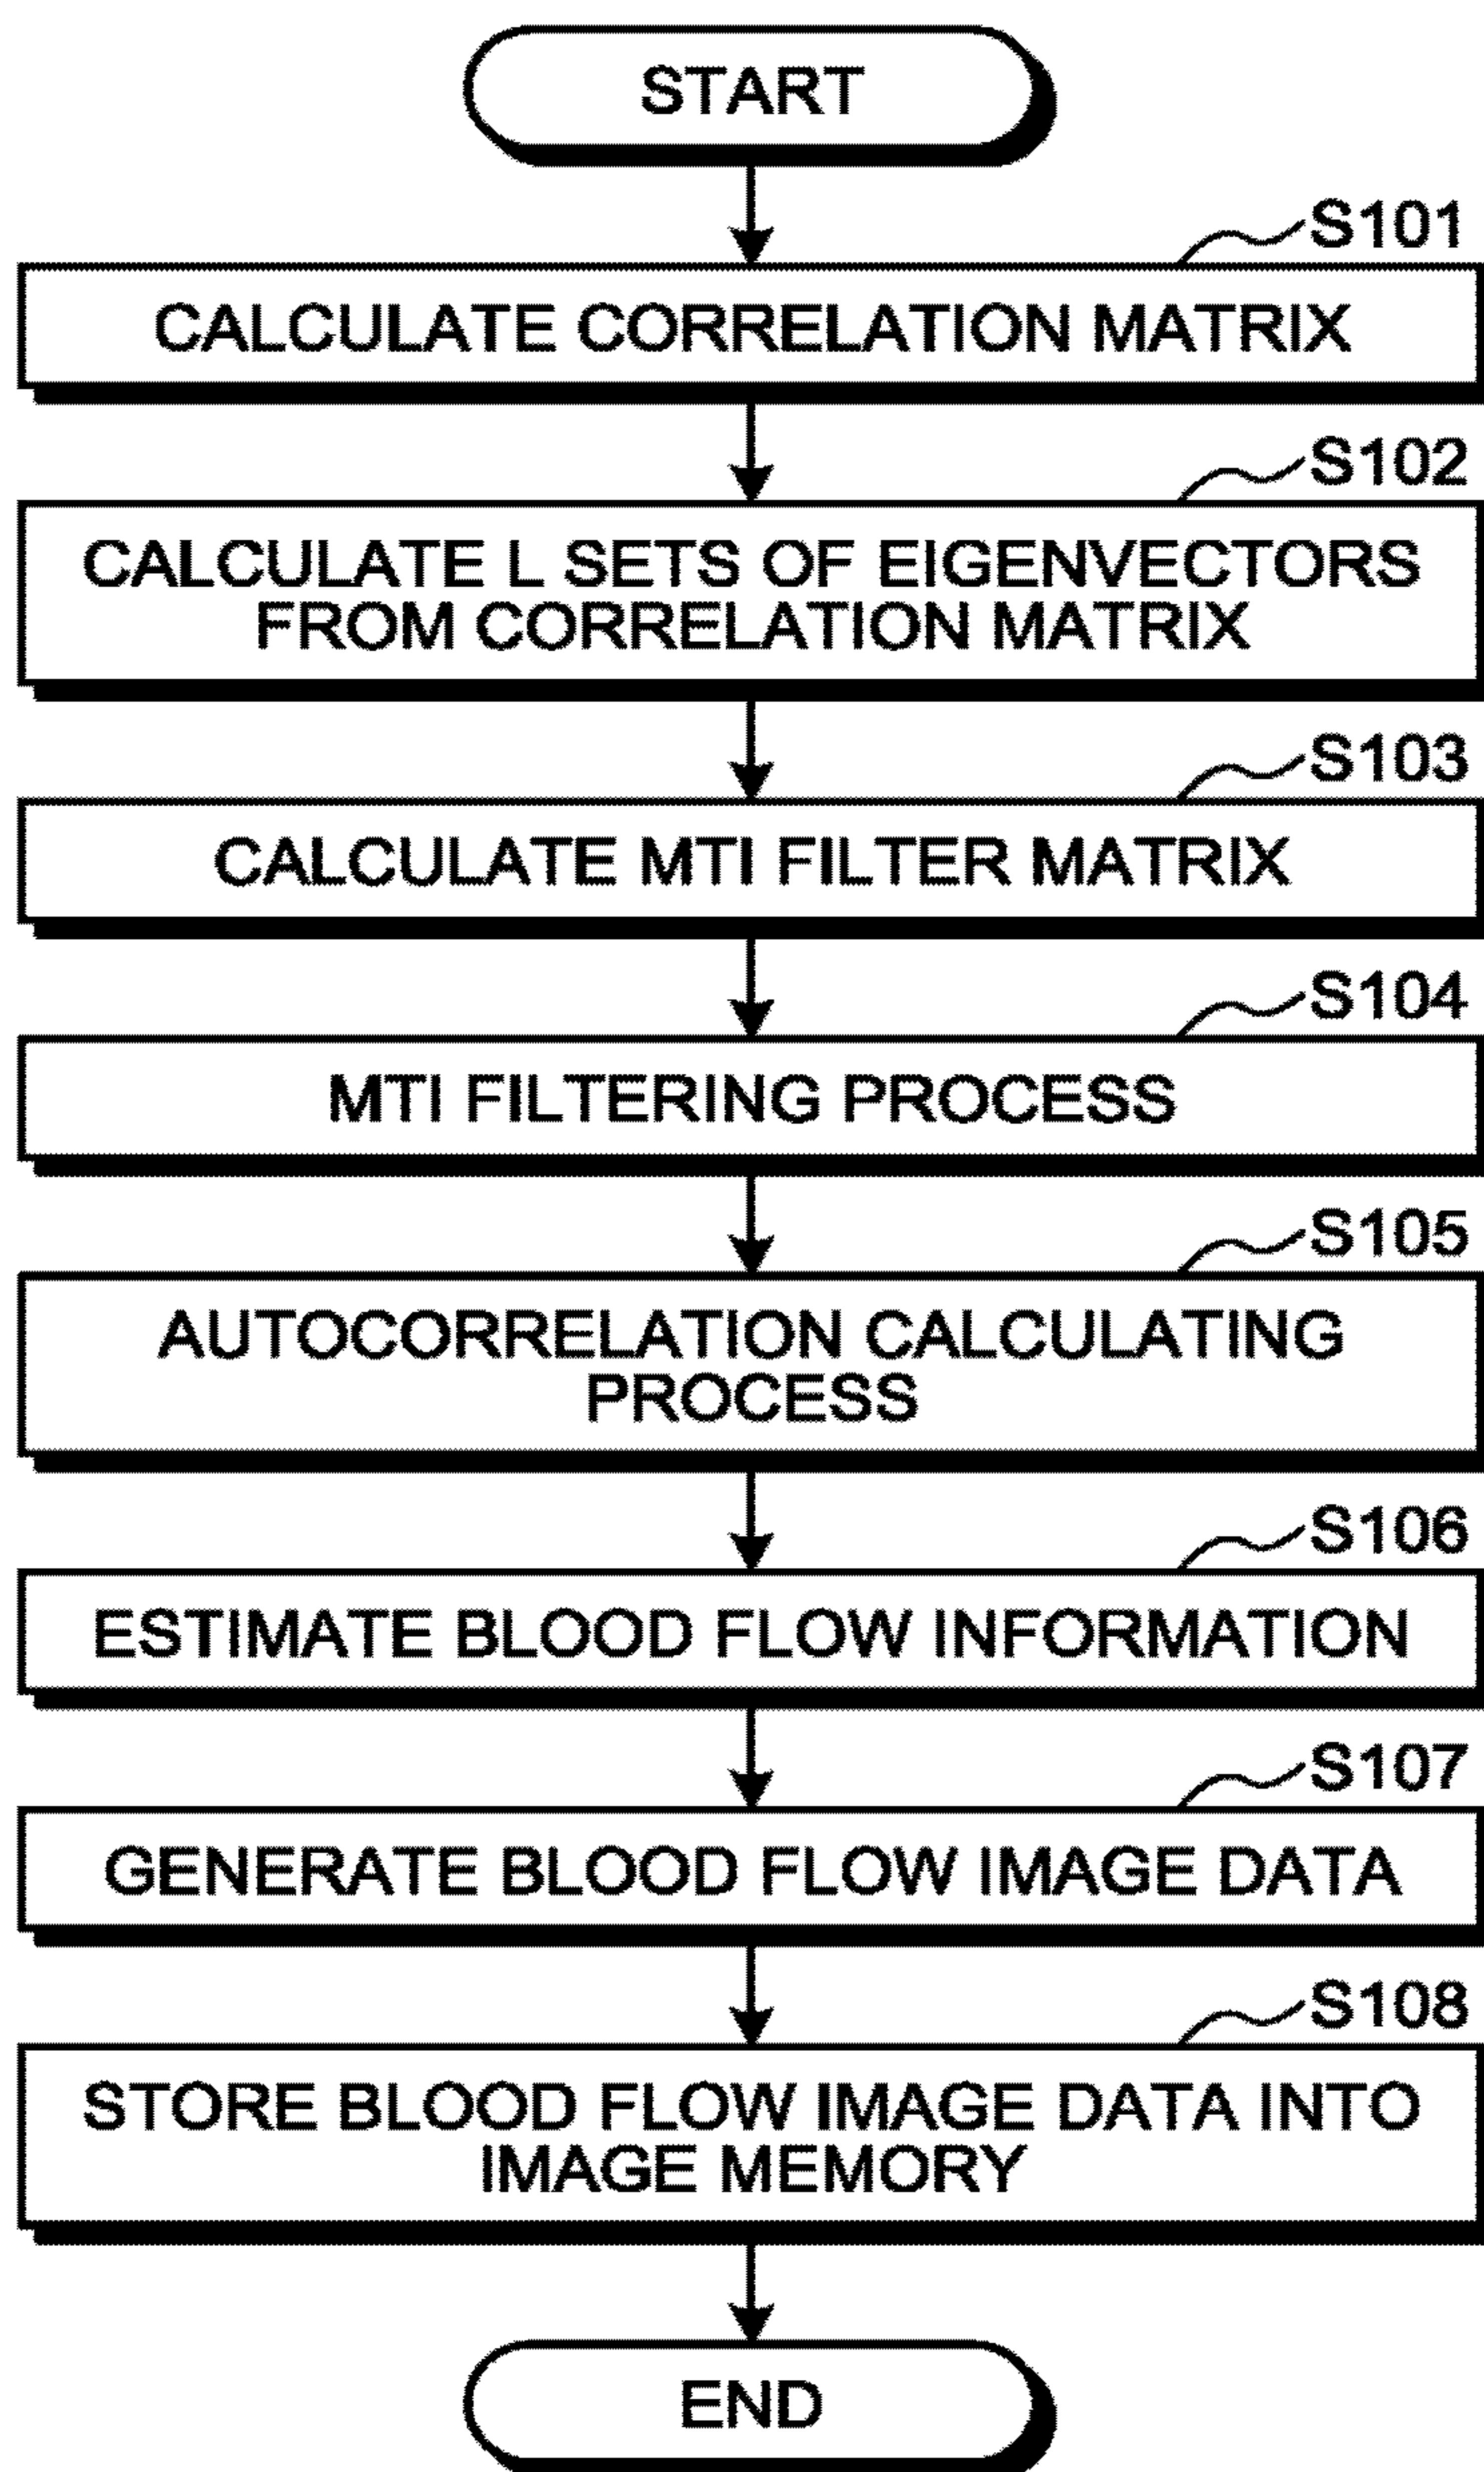 START
S101
CALCULATE CORRELATION MATRIX
S102
CALCULATE L SETS OF EIGENVECTORS
FROM CORRELATION MATRIX
S103
CALCULATE MTI FILTER MATRIX
S104
MTI FILTERING PROCESS
S105
AUTOCORRELATION CALCULATING
PROCESS
S106
ESTIMATE BLOOD FLOW INFORMATION
S107
GENERATE BLOOD FLOW IMAGE DATA
S108
STORE BLOOD FLOW IMAGE DATA INTO
IMAGE MEMORY
END